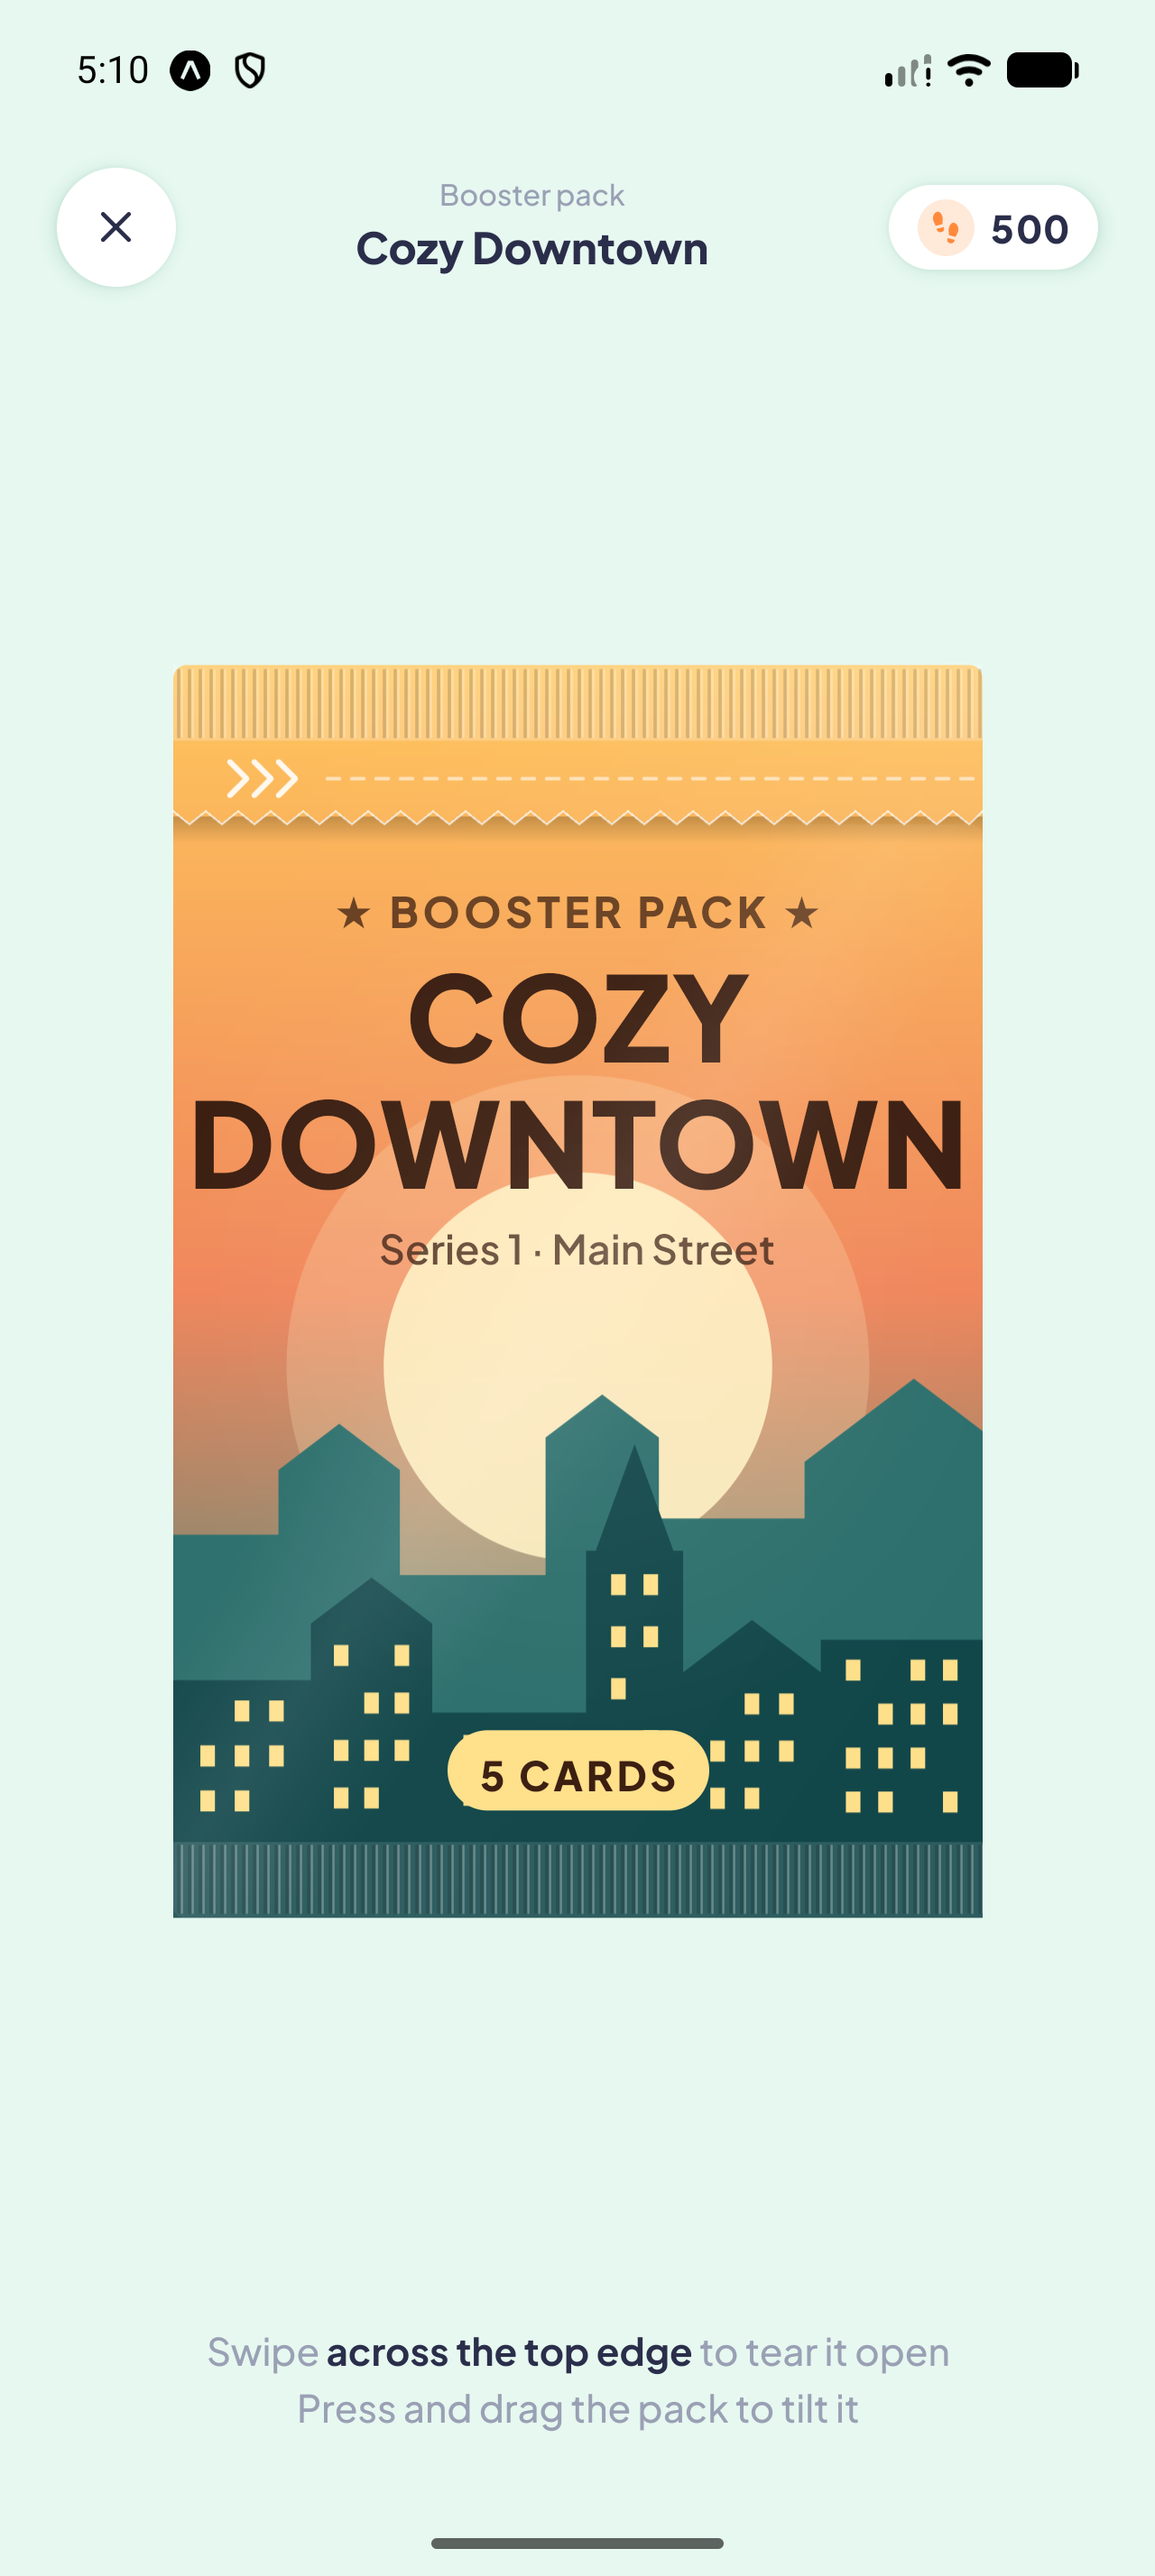 5:10
Booster pack
Cozy Downtown
500
★ BOOSTER PACK ★
COZY
DOWNTOWN
Series 1 · Main Street
5 CARDS
Swipe across the top edge to tear it open
Press and drag the pack to tilt it